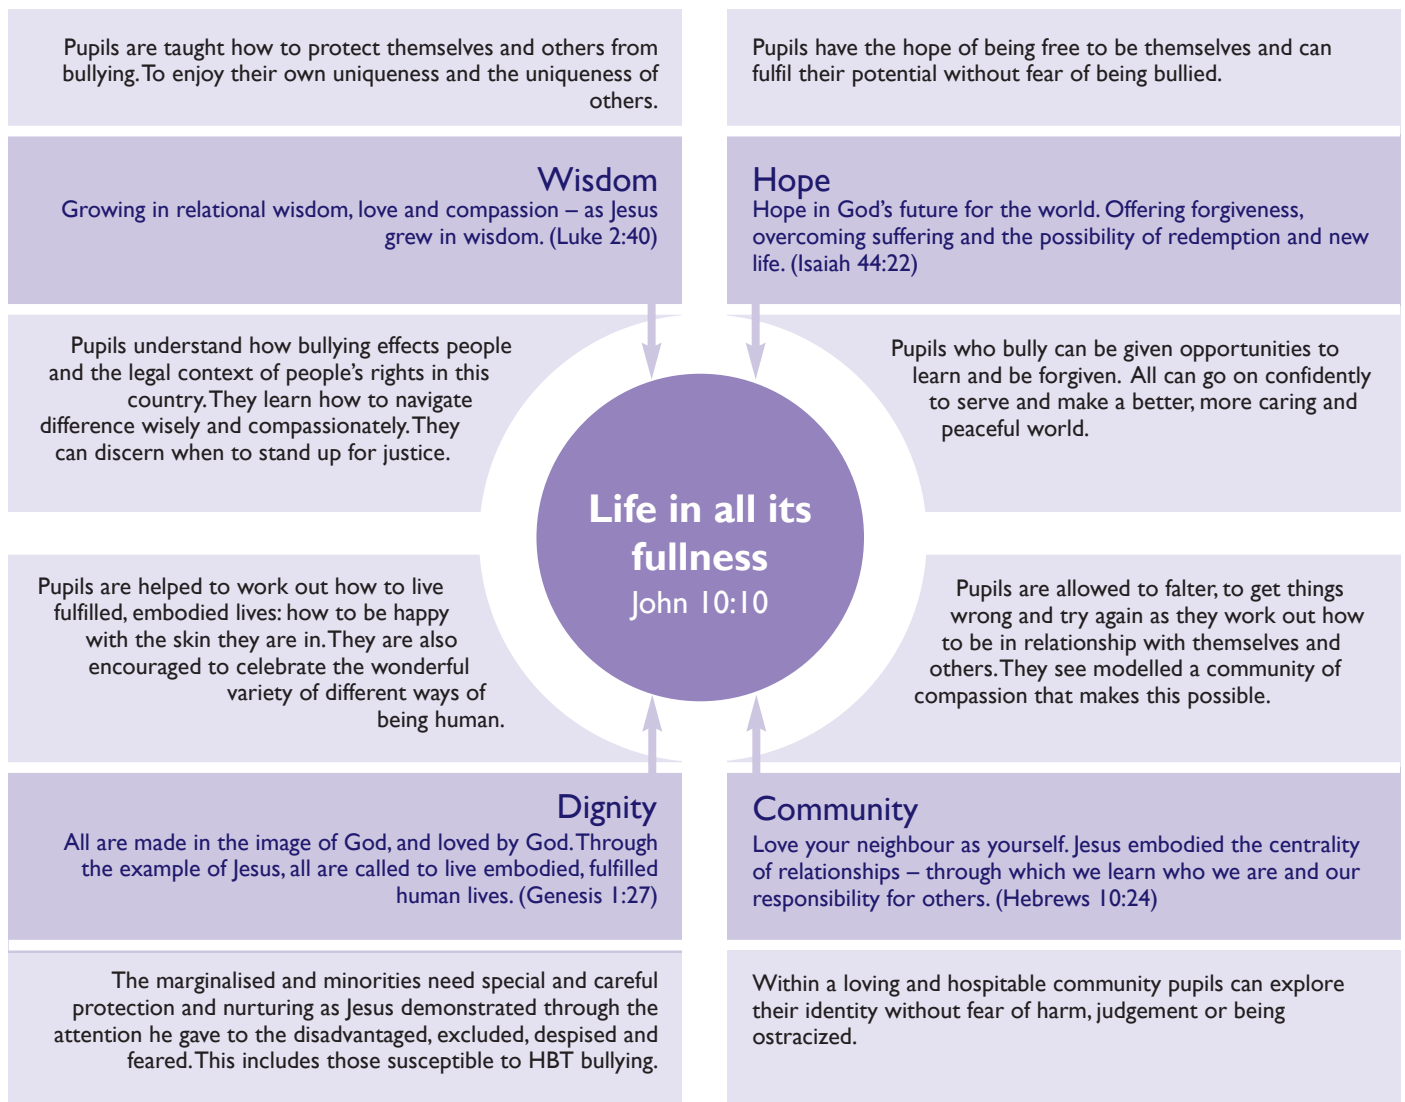 Pupils are taught how to protect themselves and others from
bullying. To enjoy their own uniqueness and the uniqueness of
others.
Pupils have the hope of being free to be themselves and can
fulfil their potential without fear of being bullied.
Wisdom
Growing in relational wisdom, love and compassion – as Jesus
grew in wisdom. (Luke 2:40)
Hope
Hope in God’s future for the world. Offering forgiveness,
overcoming suffering and the possibility of redemption and new
life. (Isaiah 44:22)
Pupils understand how bullying effects people
and the legal context of people’s rights in this
country. They learn how to navigate
difference wisely and compassionately. They
can discern when to stand up for justice.
Pupils who bully can be given opportunities to
learn and be forgiven. All can go on confidently
to serve and make a better, more caring and
peaceful world.
Life in all its
fullness
John 10:10
Pupils are helped to work out how to live
fulfilled, embodied lives: how to be happy
with the skin they are in. They are also
encouraged to celebrate the wonderful
variety of different ways of
being human.
Pupils are allowed to falter, to get things
wrong and try again as they work out how
to be in relationship with themselves and
others. They see modelled a community of
compassion that makes this possible.
Dignity
All are made in the image of God, and loved by God. Through
the example of Jesus, all are called to live embodied, fulfilled
human lives. (Genesis 1:27)
Community
Love your neighbour as yourself. Jesus embodied the centrality
of relationships – through which we learn who we are and our
responsibility for others. (Hebrews 10:24)
The marginalised and minorities need special and careful
protection and nurturing as Jesus demonstrated through the
attention he gave to the disadvantaged, excluded, despised and
feared. This includes those susceptible to HBT bullying.
Within a loving and hospitable community pupils can explore
their identity without fear of harm, judgement or being
ostracized.